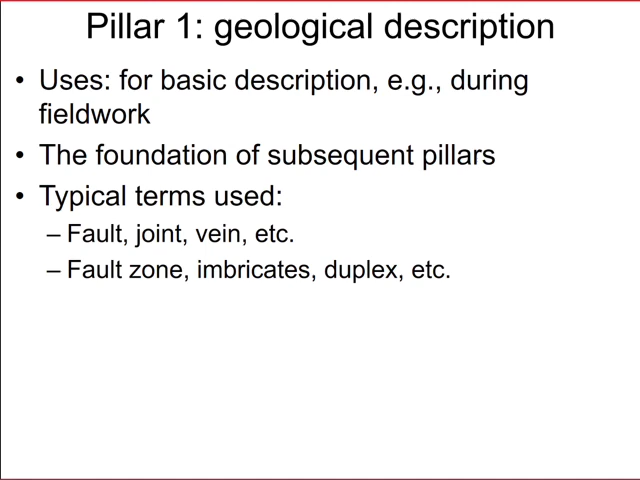 Pillar 1: geological description
• Uses: for basic description, e.g., during
fieldwork
• The foundation of subsequent pillars
• Typical terms used:
– Fault, joint, vein, etc.
– Fault zone, imbricates, duplex, etc.